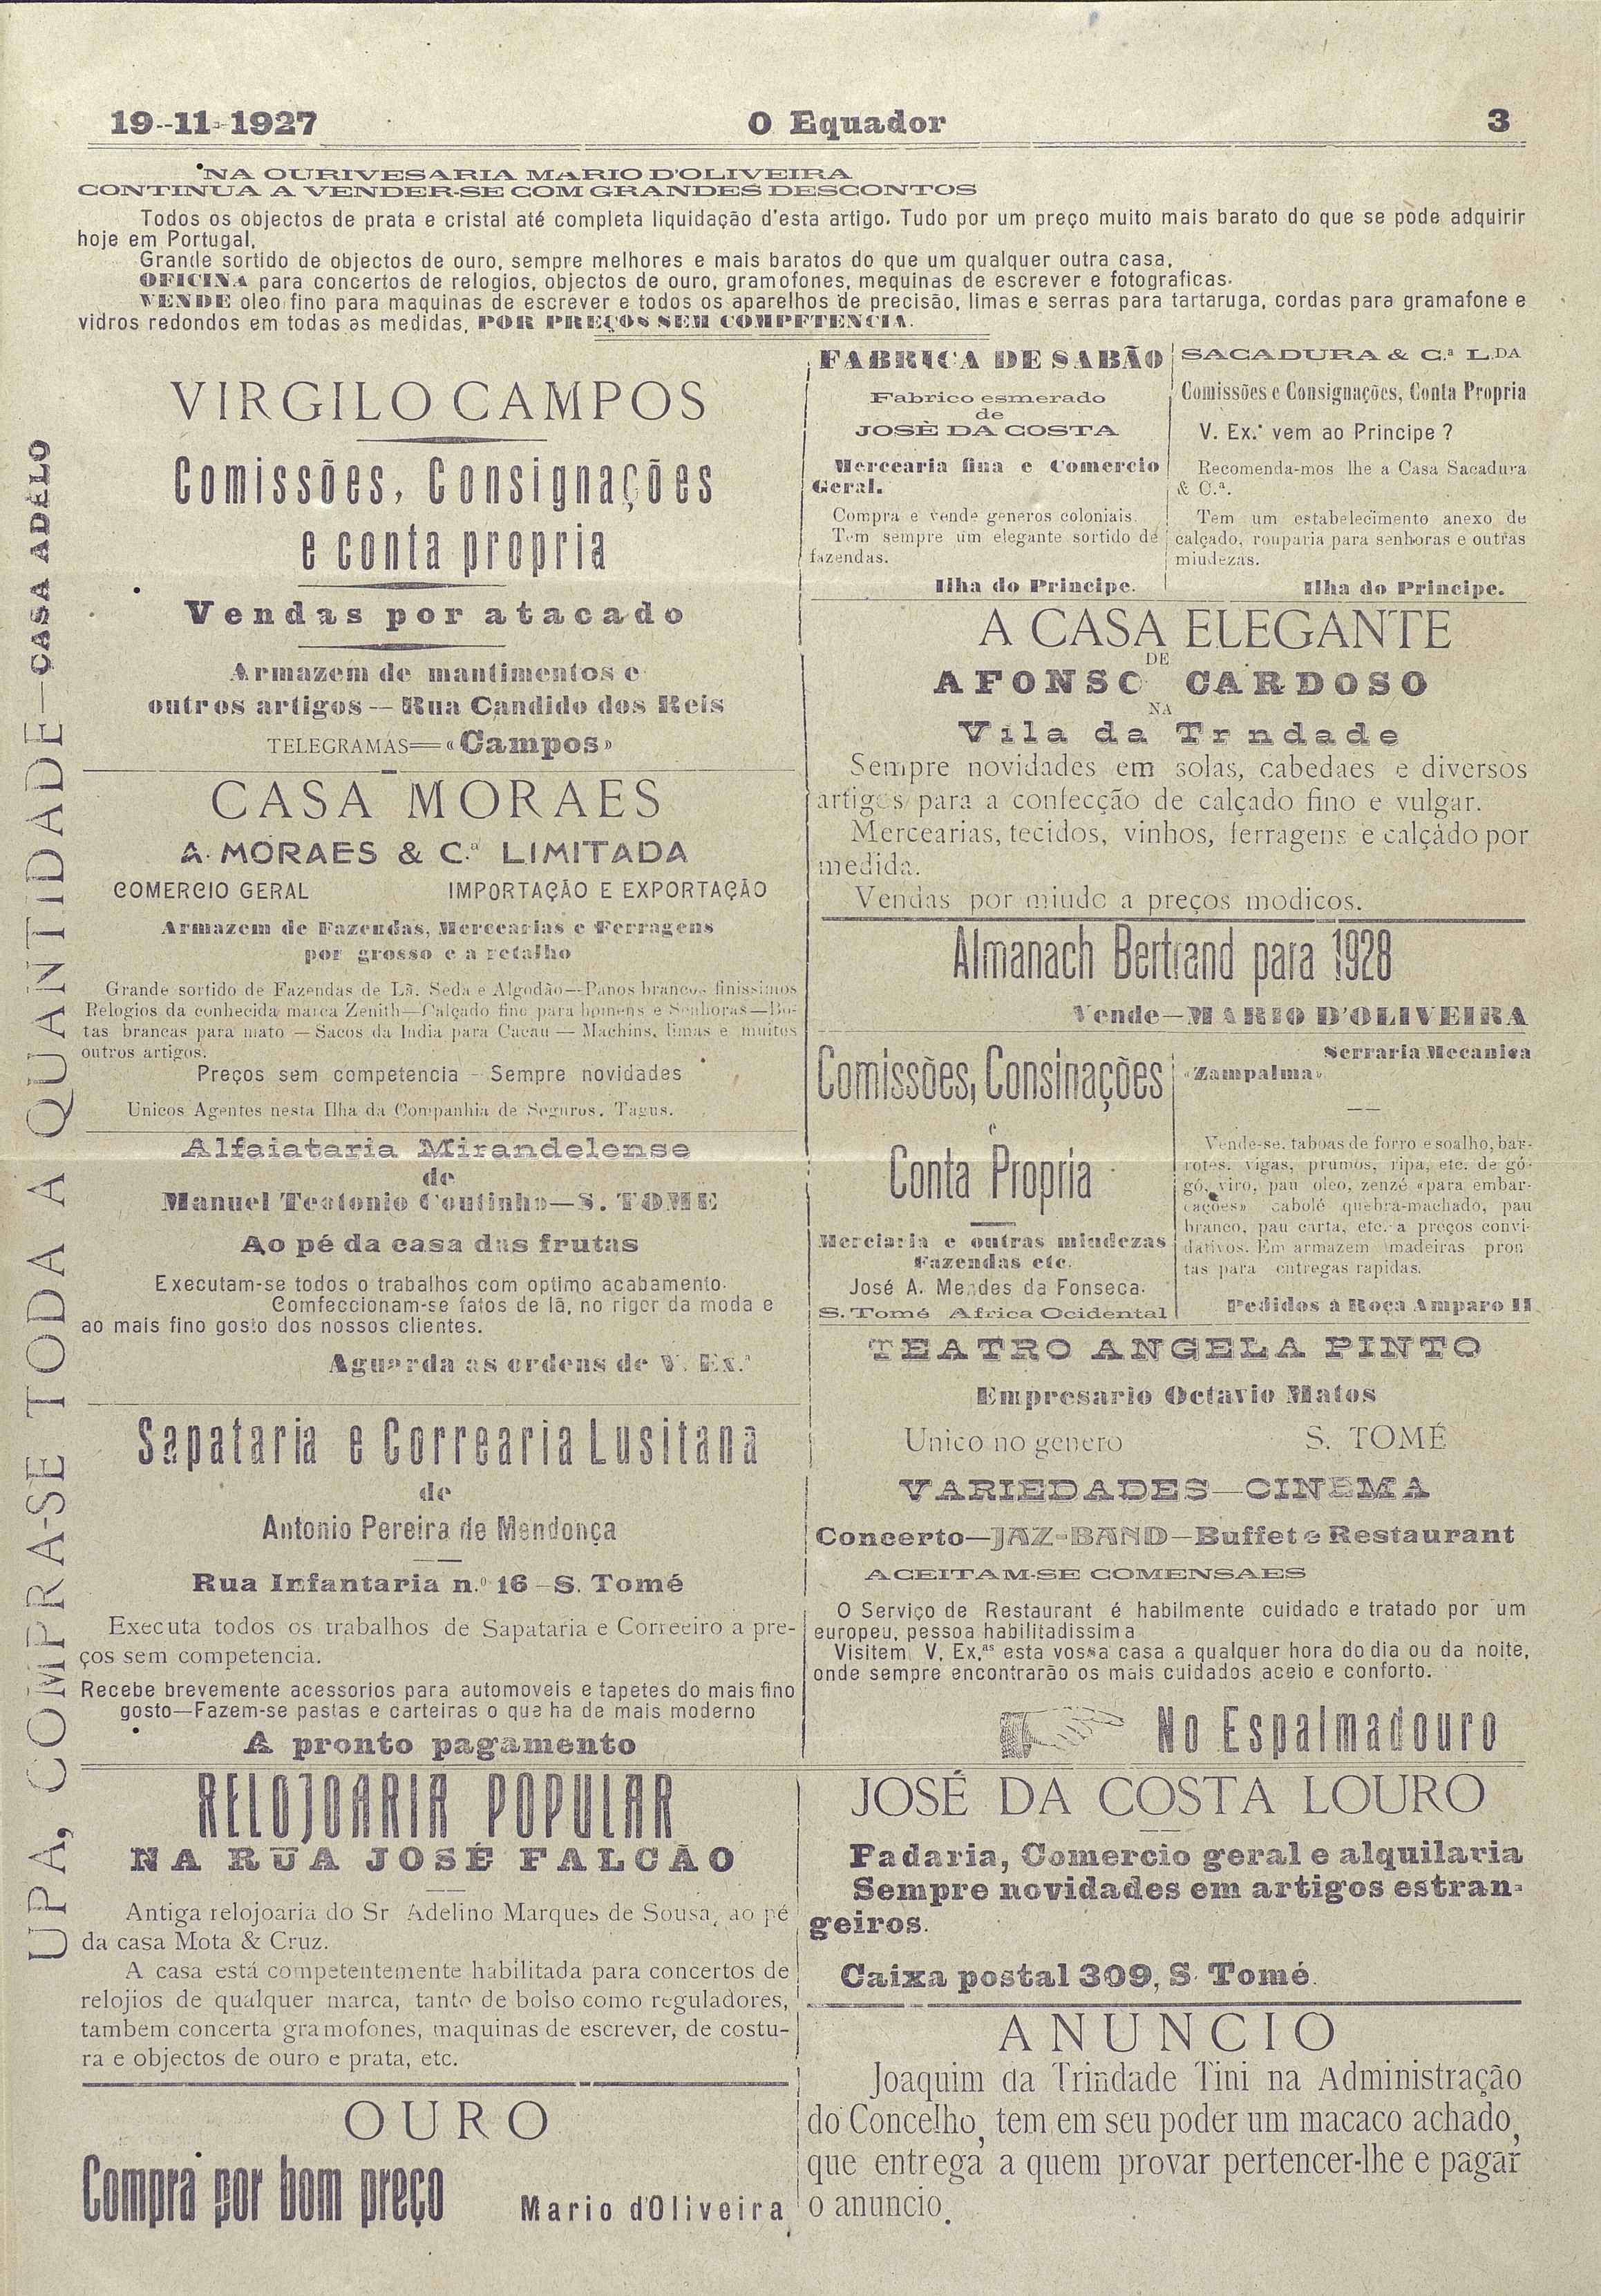 19--11--1927
O Equador
3
NA OURIVESARIA MARIO D'OLIVEIRA
CONTINUA A VENDER-SE COM GRANDES DESCONTOS
Todos os objectos de prata e cristal até completa liquidação d'esta artigo. Tudo por um preço muito mais barato do que se pode adquirir
hoje em Portugal,
Grande sortido de objectos de ouro, sempre melhores e mais baratos do que um qualquer outra casa,
OFICINA para concertos de relogios, objectos de ouro, gramofones, mequinas de escrever e fotograficas.
VENDE oleo fino para maquinas de escrever e todos os aparelhos de precisão, limas e serras para tartaruga, cordas para gramafone e
vidros redondos em todas as medidas, POR PREÇOS SEM COMPETENCIA.
UPA, COMPRA-SE TODA A QUANTIDADE—CASA ADÉLO
VIRGILO CAMPOS
Comissões, Consignações
e conta propria
Vendas por atacado
Armazem de mantimentos e
outros artigos — Rua Candido dos Reis
TELEGRAMAS=«Campos»
CASA MORAES
A. MORAES & C.ª LIMITADA
COMERCIO GERAL IMPORTAÇÃO E EXPORTAÇÃO
Armazem de Fazendas, Mercearias e Ferragens
por grosso e a retalho
Grande sortido de Fazendas de Lã. Seda e Algodão—Panos brancos finissimos
Relogios da conhecida marca Zenith—Calçado fino para homens e Senhoras—Bo-
tas brancas para mato — Sacos da India para Cacau — Machins, limas e muitos
outros artigos.
Preços sem competencia - Sempre novidades
Unicos Agentes nesta Ilha da Companhia de Seguros. Tagus.
Alfaiataria Mirandelense
de
Manuel Teotonio Coutinho—S. TOMÉ
Ao pé da casa das frutas
Executam-se todos o trabalhos com optimo acabamento.
Comfeccionam-se fatos de lã, no rigor da moda e
ao mais fino gosto dos nossos clientes.
Aguarda as ordens de V. Ex.ª
Sapataria e Correaria Lusitana
de
Antonio Pereira de Mendonça
Rua Infantaria n.º 16 — S. Tomé
Executa todos os trabalhos de Sapataria e Correeiro a pre-
ços sem competencia.
Recebe brevemente acessorios para automoveis e tapetes do mais fino
gosto—Fazem-se pastas e carteiras o que ha de mais moderno
A pronto pagamento
RELOJOARIA POPULAR
NA RUA JOSÉ FALCÃO
Antiga relojoaria do Sr Adelino Marques de Sousa, ao pé
da casa Mota & Cruz.
A casa está competentemente habilitada para concertos de
relojios de qualquer marca, tanto de bolso como reguladores,
tambem concerta gramofones, maquinas de escrever, de costu-
ra e objectos de ouro e prata, etc.
OURO
Compra por bom preço Mario dOliveira
FABRICA DE SABÃO
Fabrico esmerado
de
JOSÈ DA COSTA
Mercearia fina e Comercio
Geral.
Compra e vende generos coloniais.
Tem sempre um elegante sortido de
fazendas.
Ilha do Principe.
SACADURA & C.ª L.DA
Comissões e Consignações, Conta Propria
V. Ex.ª vem ao Principe ?
Recomenda-mos lhe a Casa Sacadura
& C.ª.
Tem um estabelecimento anexo de
calçado, rouparia para senhoras e outras
miudezas.
Ilha do Principe.
A CASA ELEGANTE
DE
AFONSO CARDOSO
NA
Vila da Trndade
Sempre novidades em solas, cabedaes e diversos
artigos para a confecção de calçado fino e vulgar.
Mercearias, tecidos, vinhos, ferragens e calçádo por
medida.
Vendas por miudo a preços modicos.
Almanach Bertrand para 1928
Vende—MARIO D'OLIVEIRA
Comissões, Consinações
e
Conta Propria
Merciaria e outras miudezas
Fazendas etc.
José A. Mendes da Fonseca.
S. Tomé Africa Ocidental
Serraria Mecanica
«Zampalma»
Vende-se. taboas de forro e soalho, bar-
rotes. vigas, prumos, ripa, etc. de gó-
gó, viro, pau oleo, zenzé «para embar-
cações» cabolé quebra-machado, pau
branco, pau carta, etc. a preços convi-
dativos. Em armazem madeiras pron
tas para entregas rapidas.
Pedidos á Roça Amparo II
TEATRO ANGELA PINTO
Empresario Octavio Matos
Unico no genero S. TOMÉ
VARIEDADES—CINEMA
Concerto—JAZ-BAND—Buffet e Restaurant
ACEITAM-SE COMENSAES
O Serviço de Restaurant é habilmente cuidado e tratado por um
europeu, pessoa habilitadissima
Visitem V. Ex.as esta vossa casa a qualquer hora do dia ou da noite,
onde sempre encontrarão os mais cuidados aceio e conforto.
No Espalmadouro
JOSÉ DA COSTA LOURO
Padaria, Comercio geral e alquilaria
Sempre novidades em artigos estran-
geiros.
Caixa postal 309, S. Tomé.
ANUNCIO
Joaquim da Trindade Tini na Administração
do Concelho, tem em seu poder um macaco achado,
que entrega a quem provar pertencer-lhe e pagar
o anuncio.